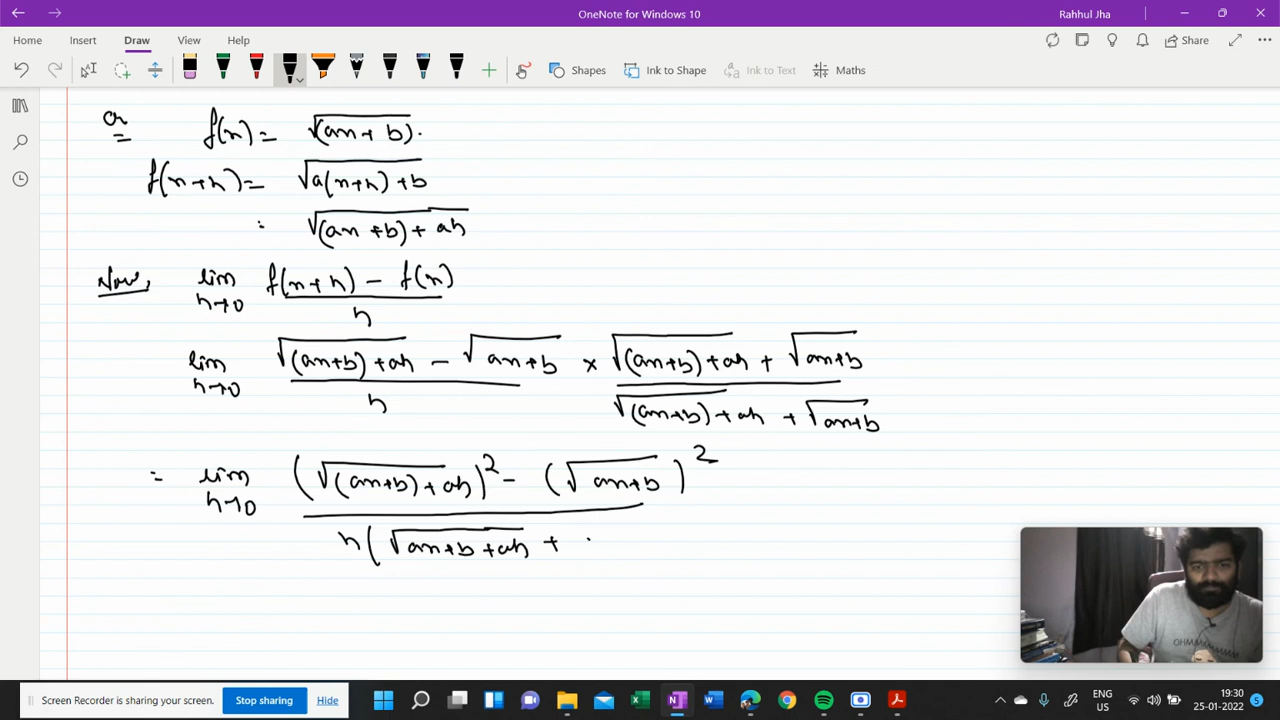 OneNote for Windows 10
Rahhul Jha
Home Insert Draw View Help
Share
Shapes
Ink to Shape
Ink to Text
Maths
Q f(x) = √(ax + b).
f(x+h) = √a(x+h) + b
= √(ax + b) + ah
Now, lim h→0 f(x+h) - f(x) / h
lim h→0 √(ax+b) + ah - √ax+b / h × √(ax+b) + ah + √ax+b / √(ax+b) + ah + √ax+b
= lim h→0 (√(ax+b) + ah)² - (√ax+b)² / h(√ax+b+ah +
OHMMMMMM
Screen Recorder is sharing your screen.
Stop sharing
Hide
ENG
US
19:30
25-01-2022
5